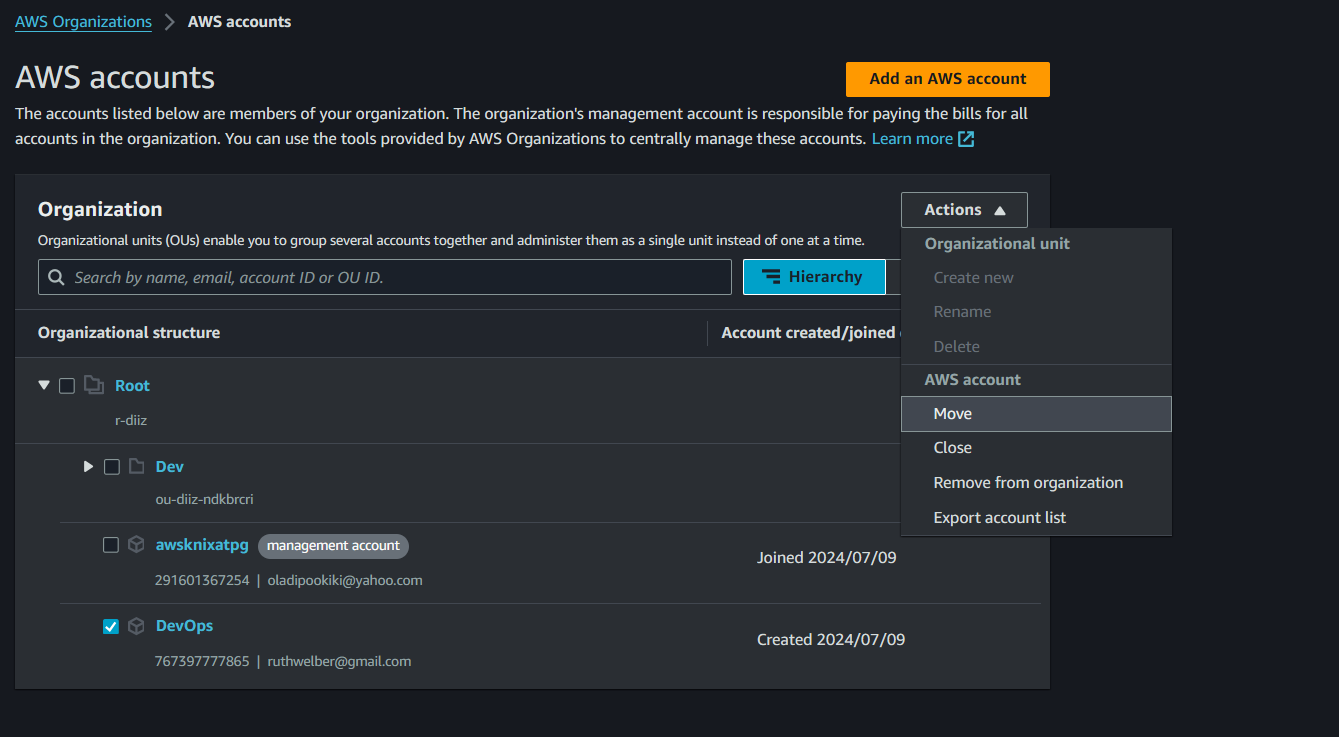 AWS Organizations > AWS accounts
AWS accounts
Add an AWS account
The accounts listed below are members of your organization. The organization's management account is responsible for paying the bills for all
accounts in the organization. You can use the tools provided by AWS Organizations to centrally manage these accounts. Learn more
Organization
Actions
Organizational units (OUs) enable you to group several accounts together and administer them as a single unit instead of one at a time.
Search by name, email, account ID or OU ID.
Hierarchy
Organizational unit
Create new
Rename
Delete
AWS account
Move
Close
Remove from organization
Export account list
Organizational structure
Account created/joined
Root
r-diiz
Dev
ou-diiz-ndkbrcri
awsknixatpg management account
291601367254 | oladipookiki@yahoo.com
Joined 2024/07/09
DevOps
767397777865 | ruthwelber@gmail.com
Created 2024/07/09